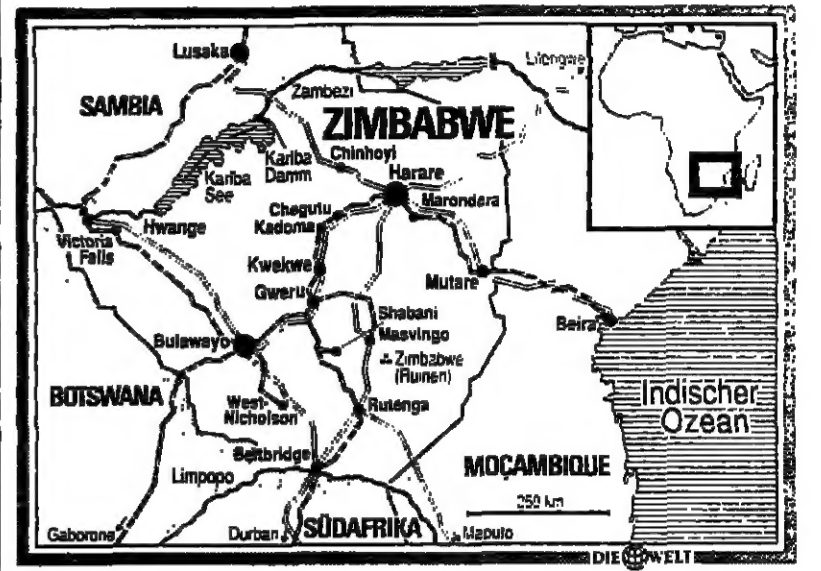 Lusaka
Lilongwe
SAMBIA
Zambezi
ZIMBABWE
Kariba
Damm
Chinhoyi
Kariba
See
Harare
Chegutu
Marondera
Kadoma
Hwange
Victoria
Falls
Kwekwe
Mutare
Gweru
Shabani
Beira
Bulawayo
Masvingo
Zimbabwe
(Ruinen)
BOTSWANA
West-
Nicholson
Rutenga
Indischer
Ozean
Beitbridge
Limpopo
MOÇAMBIQUE
250 km
Gaborone
Durban
SÜDAFRIKA
Maputo
DIE WELT